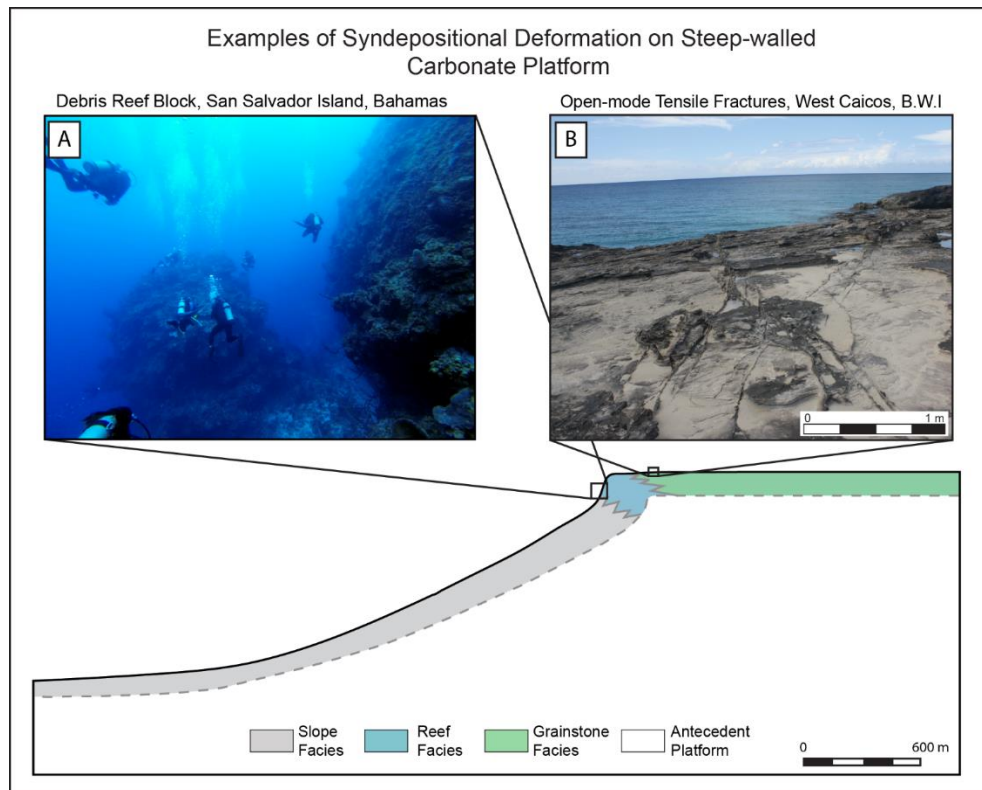 Examples of Syndepositional Deformation on Steep-walled
Carbonate Platform
Debris Reef Block, San Salvador Island, Bahamas
Open-mode Tensile Fractures, West Caicos, B.W.I
A
B
0 1 m
Slope
Facies
Reef
Facies
Grainstone
Facies
Antecedent
Platform
0 600 m